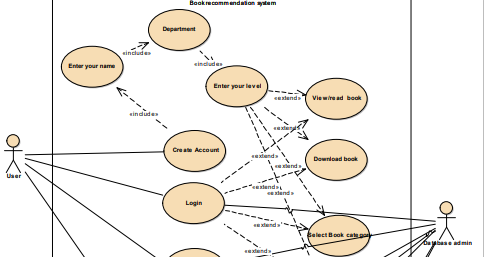 Bookrecommendation system
Department
«include»
Enter your name
«include»
Enter your level
«extend»
View/read book
«include»
«extend»
Create Account
«extend»
Download book
User
«extend»
«extend»
Login
«extend»
Select Book category
Database admin
«extend»